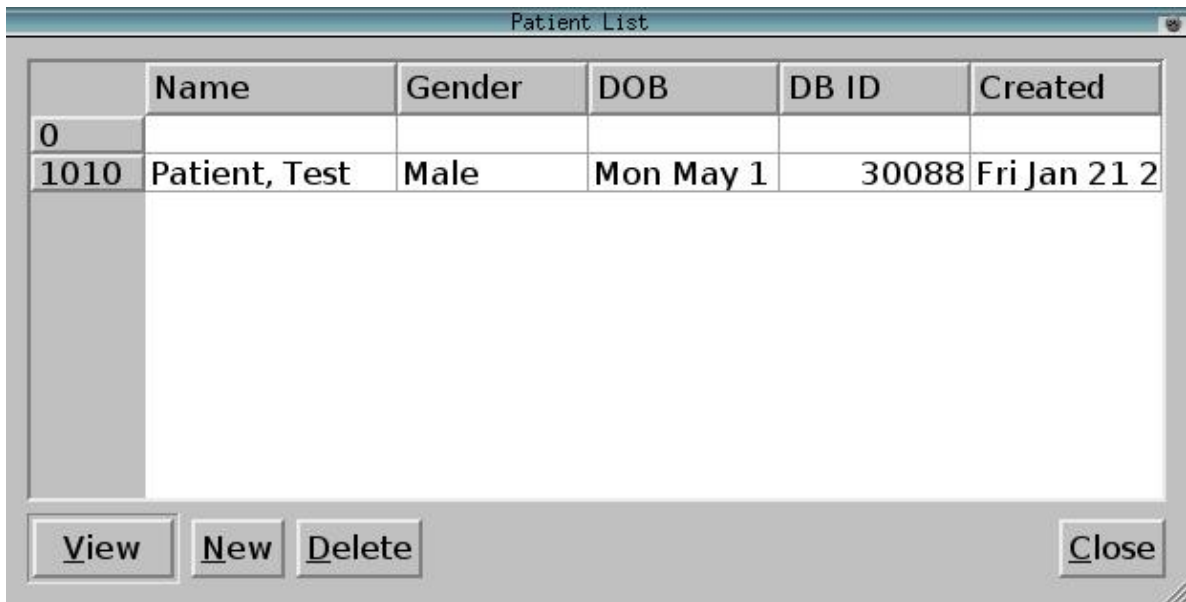 Patient List
Name Gender DOB DB ID Created
0
1010 Patient, Test Male Mon May 1 30088 Fri Jan 21 2
View New Delete Close